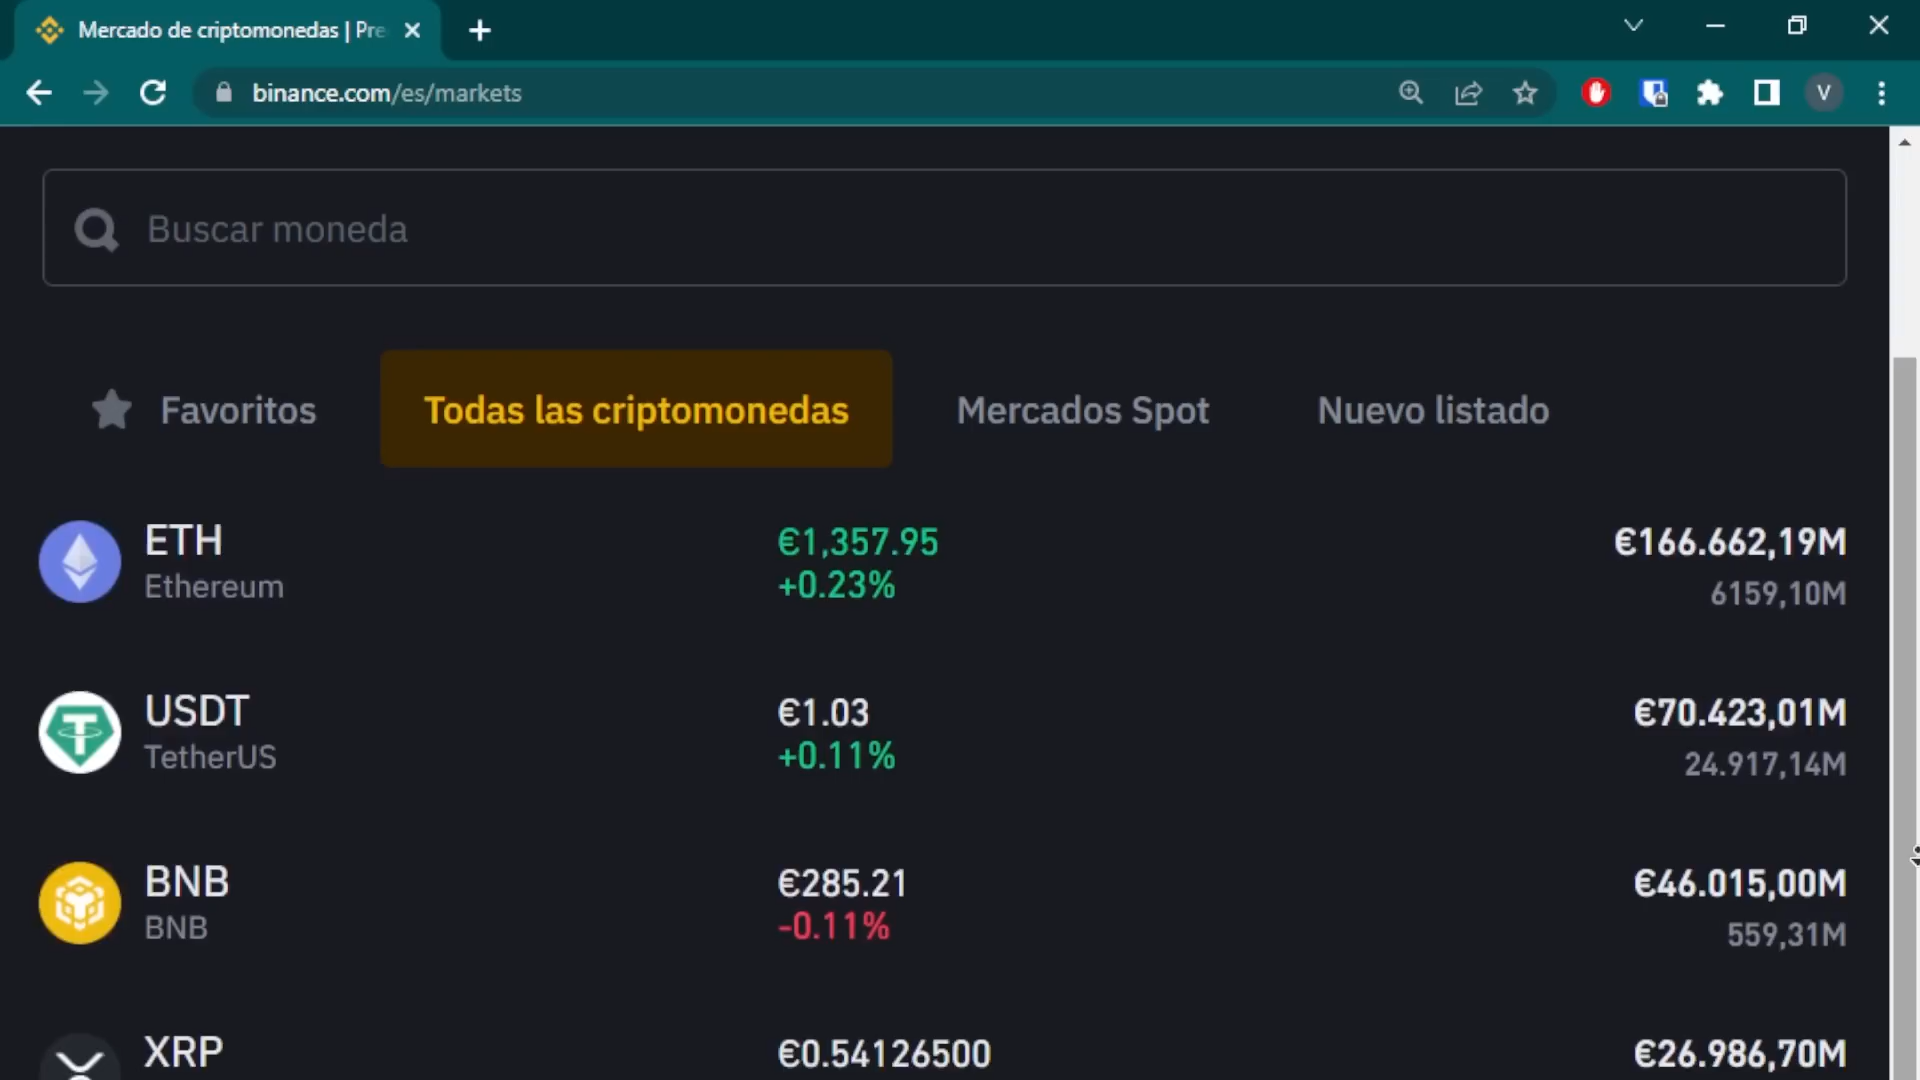 Mercado de criptomonedas | Pre
binance.com/es/markets
V
Buscar moneda
Favoritos Todas las criptomonedas Mercados Spot Nuevo listado
ETH €1,357.95 €166.662,19M
Ethereum +0.23% 6159,10M
USDT €1.03 €70.423,01M
TetherUS +0.11% 24.917,14M
BNB €285.21 €46.015,00M
BNB -0.11% 559,31M
XRP €0.54126500 €26.986,70M